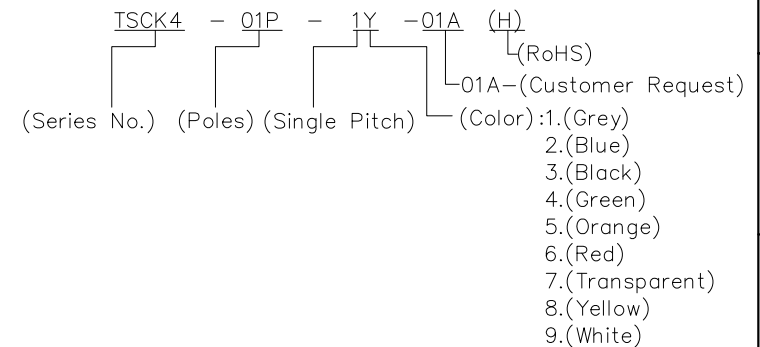 TSCK4 - 01P - 1Y -01A (H)
(RoHS)
01A-(Customer Request)
(Series No.) (Poles) (Single Pitch) (Color):1.(Grey)
2.(Blue)
3.(Black)
4.(Green)
5.(Orange)
6.(Red)
7.(Transparent)
8.(Yellow)
9.(White)